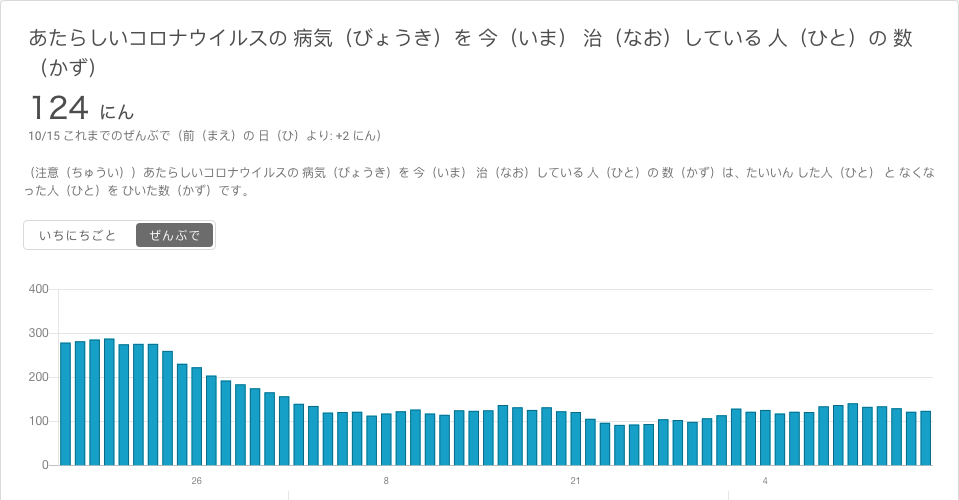 あたらしいコロナウイルスの 病気（びょうき）を 今（いま） 治（なお）している 人（ひと）の 数
（かず）
124 にん
10/15 これまでのぜんぶで（前（まえ）の 日（ひ）より: +2 にん）
（注意（ちゅうい））あたらしいコロナウイルスの 病気（びょうき）を 今（いま） 治（なお）している 人（ひと）の 数（かず）は、たいいん した人（ひと） と なくな
った人（ひと）を ひいた数（かず）です。
いちにちごと ぜんぶで
400
300
200
100
0
26 8 21 4